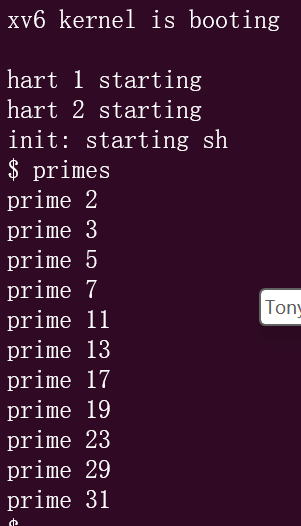 xv6 kernel is booting
hart 1 starting
hart 2 starting
init: starting sh
$ primes
prime 2
prime 3
prime 5
prime 7
prime 11
Tony
prime 13
prime 17
prime 19
prime 23
prime 29
prime 31
$